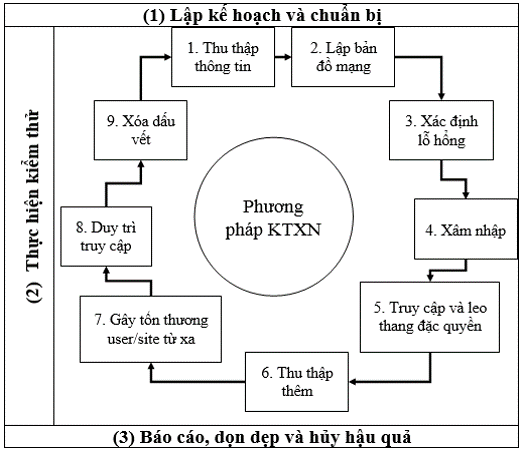 (1) Lập kế hoạch và chuẩn bị
(2) Thực hiện kiểm thử
1. Thu thập
thông tin
2. Lập bản
đồ mạng
3. Xác định
lỗ hổng
4. Xâm nhập
5. Truy cập và leo
thang đặc quyền
6. Thu thập
thêm
7. Gây tổn thương
user/site từ xa
8. Duy trì
truy cập
9. Xóa dấu
vết
Phương
pháp KTXN
(3) Báo cáo, dọn dẹp và hủy hậu quả